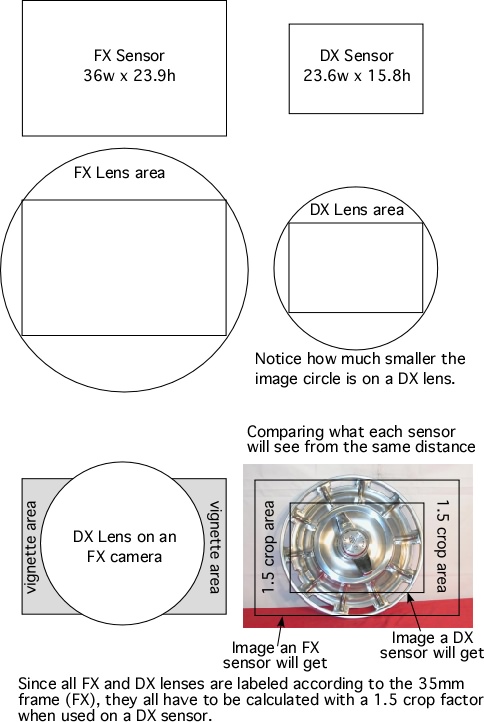 FX Sensor
36w x 23.9h
DX Sensor
23.6w x 15.8h
FX Lens area
DX Lens area
Notice how much smaller the
image circle is on a DX lens.
Comparing what each sensor
will see from the same distance
vignette area
DX Lens on an
FX camera
vignette area
1.5 crop area
1.5 crop area
Image an FX
sensor will get
Image a DX
sensor will get
Since all FX and DX lenses are labeled according to the 35mm
frame (FX), they all have to be calculated with a 1.5 crop factor
when used on a DX sensor.